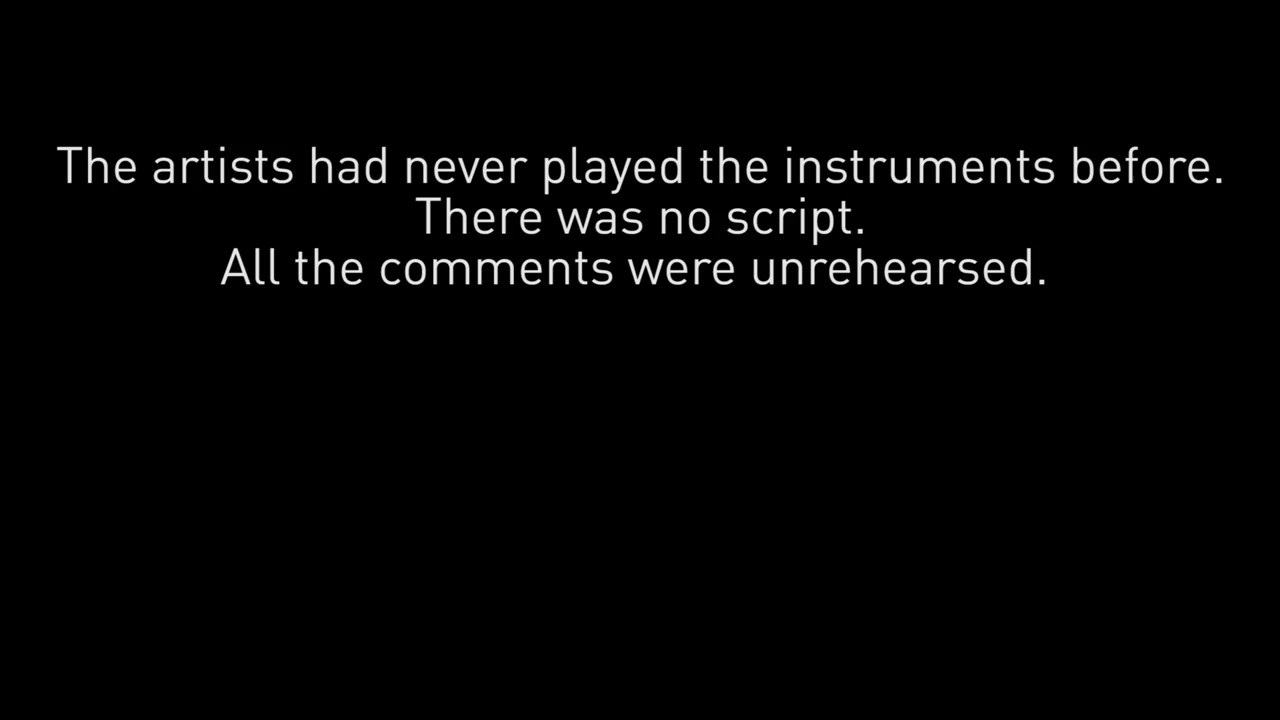 The artists had never played the instruments before.
There was no script.
All the comments were unrehearsed.